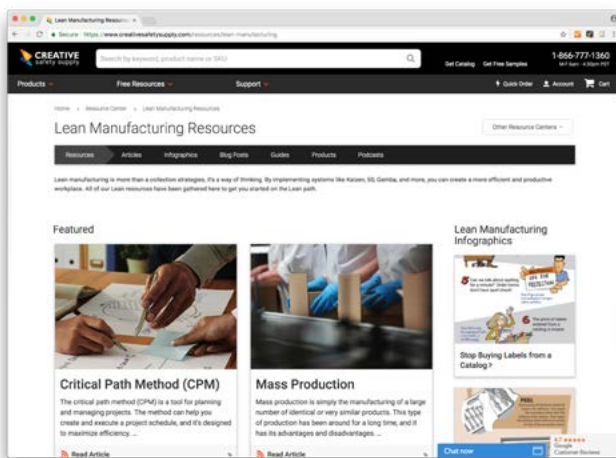 Lean Manufacturing Resources
Secure https://www.creativesafetysupply.com/resources/lean-manufacturing
CREATIVE
safety supply
Search by keyword, product name or SKU
Get Catalog Get Free Samples
1-866-777-1360
Products
Free Resources
Support
Quick Order
Account
Cart
Home Resource Center Lean Manufacturing Resources
Lean Manufacturing Resources
Other Resource Centers
Resources Articles Infographics Blog Posts Guides Products Podcasts
Lean manufacturing is more than a collection strategies, it's a way of thinking. By implementing systems like Kaizen, 5S, Gemba, and more, you can create a more efficient and productive
workplace. All of our Lean resources have been gathered here to get you started on the Lean path.
Featured
Lean Manufacturing
Infographics
Stop Buying Labels from a
Catalog >
Critical Path Method (CPM)
The critical path method (CPM) is a tool for planning
and managing projects. The method can help you
create and execute a project schedule, and it's designed
to maximize efficiency. ...
Read Article
Mass Production
Mass production is simply the manufacturing of a large
number of identical or very similar products. This type
of production has been around for a long time, and it
has its advantages and disadvantages. ...
Read Article
PEEL
Chat now
4.7
Google
Customer Reviews